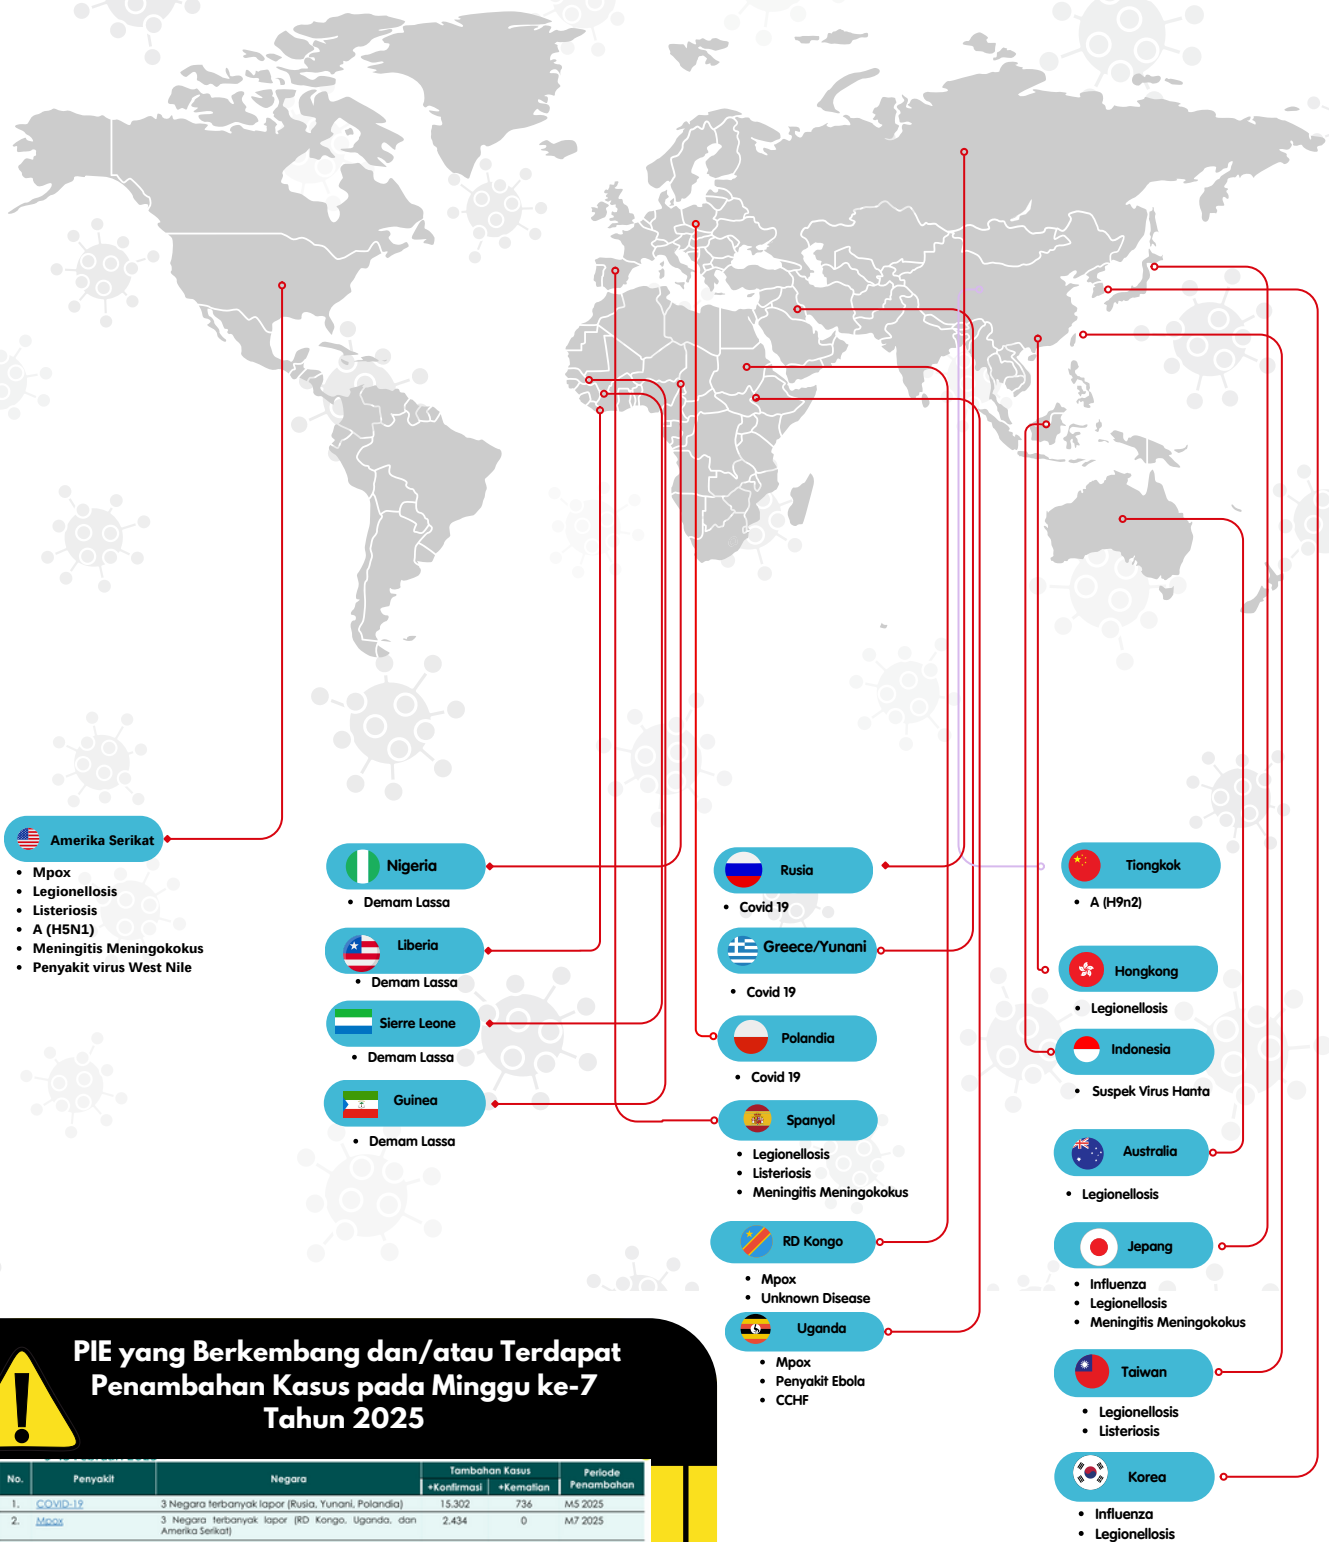 Amerika Serikat
Mpox
Legionellosis
Listeriosis
A (H5N1)
Meningitis Meningokokus
Penyakit virus West Nile
Nigeria
Demam Lassa
Liberia
Demam Lassa
Sierre Leone
Demam Lassa
Guinea
Demam Lassa
Rusia
Covid 19
Greece/Yunani
Covid 19
Polandia
Covid 19
Spanyol
Legionellosis
Listeriosis
Meningitis Meningokokus
RD Kongo
Mpox
Unknown Disease
Uganda
Mpox
Penyakit Ebola
CCHF
Tiongkok
A (H9n2)
Hongkong
Legionellosis
Indonesia
Suspek Virus Hanta
Australia
Legionellosis
Jepang
Influenza
Legionellosis
Meningitis Meningokokus
Taiwan
Legionellosis
Listeriosis
Korea
Influenza
Legionellosis
PIE yang Berkembang dan/atau Terdapat
Penambahan Kasus pada Minggu ke-7
Tahun 2025
No. Penyakit Negara Tambahan Kasus Periode Penambahan
+Konfirmasi +Kematian
1. COVID-19 3 Negara terbanyak lapor (Rusia, Yunani, Polandia) 15.302 736 M5 2025
2. Mpox 3 Negara terbanyak lapor (RD Kongo, Uganda, dan 2.434 0 M7 2025
Amerika Serikat)